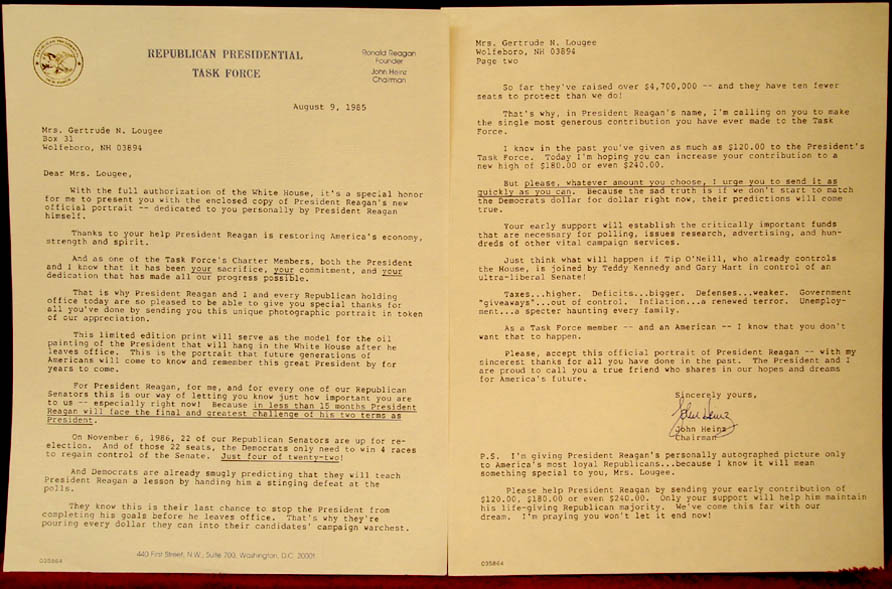 REPUBLICAN PRESIDENTIAL
TASK FORCE
Ronald Reagan
Founder
John Heinz
Chairman
August 9, 1985
Mrs. Gertrude N. Lougee
Box 31
Wolfeboro, NH 03894
Dear Mrs. Lougee,
With the full authorization of the White House, it's a special honor
for me to present you with the enclosed copy of President Reagan's new
official portrait -- dedicated to you personally by President Reagan
himself.
Thanks to your help President Reagan is restoring America's economy,
strength and spirit.
And as one of the Task Force's Charter Members, both the President
and I know that it has been your sacrifice, your commitment, and your
dedication that has made all our progress possible.
That is why President Reagan and I and every Republican holding
office today are so pleased to be able to give you special thanks for
all you've done by sending you this unique photographic portrait in token
of our appreciation.
This limited edition print will serve as the model for the oil
painting of the President that will hang in the White House after he
leaves office. This is the portrait that future generations of
Americans will come to know and remember this great President by for
years to come.
For President Reagan, for me, and for every one of our Republican
Senators this is our way of letting you know just how important you are
to us -- especially right now! Because in less than 15 months President
Reagan will face the final and greatest challenge of his two terms as
President.
On November 6, 1986, 22 of our Republican Senators are up for re-
election. And of those 22 seats, the Democrats only need to win 4 races
to regain control of the Senate. Just four of twenty-two!
And Democrats are already smugly predicting that they will teach
President Reagan a lesson by handing him a stinging defeat at the
polls.
They know this is their last chance to stop the President from
completing his goals before he leaves office. That's why they're
pouring every dollar they can into their candidates' campaign warchest.
440 First Street, N.W., Suite 700, Washington, D.C. 20001
035864
Mrs. Gertrude N. Lougee
Wolfeboro, NH 03894
Page two
So far they've raised over $4,700,000 -- and they have ten fewer
seats to protect than we do!
That's why, in President Reagan's name, I'm calling on you to make
the single most generous contribution you have ever made to the Task
Force.
I know in the past you've given as much as $120.00 to the President's
Task Force. Today I'm hoping you can increase your contribution to a
new high of $180.00 or even $240.00.
But please, whatever amount you choose, I urge you to send it as
quickly as you can. Because the sad truth is if we don't start to match
the Democrats dollar for dollar right now, their predictions will come
true.
Your early support will establish the critically important funds
that are necessary for polling, issues research, advertising, and hun-
dreds of other vital campaign services.
Just think what will happen if Tip O'Neill, who already controls
the House, is joined by Teddy Kennedy and Gary Hart in control of an
ultra-liberal Senate!
Taxes...higher. Deficits...bigger. Defenses...weaker. Government
"giveaways"...out of control. Inflation...a renewed terror. Unemploy-
ment...a specter haunting every family.
As a Task Force member -- and an American -- I know that you don't
want that to happen.
Please, accept this official portrait of President Reagan -- with my
sincerest thanks for all you have done in the past. The President and I
are proud to call you a true friend who shares in our hopes and dreams
for America's future.
Sincerely yours,
John Heinz
John Heinz
Chairman
P.S. I'm giving President Reagan's personally autographed picture only
to America's most loyal Republicans...because I know it will mean
something special to you, Mrs. Lougee.
Please help President Reagan by sending your early contribution of
$120.00, $180.00 or even $240.00. Only your support will help him maintain
his life-giving Republican majority. We've come this far with our
dream. I'm praying you won't let it end now!
035864